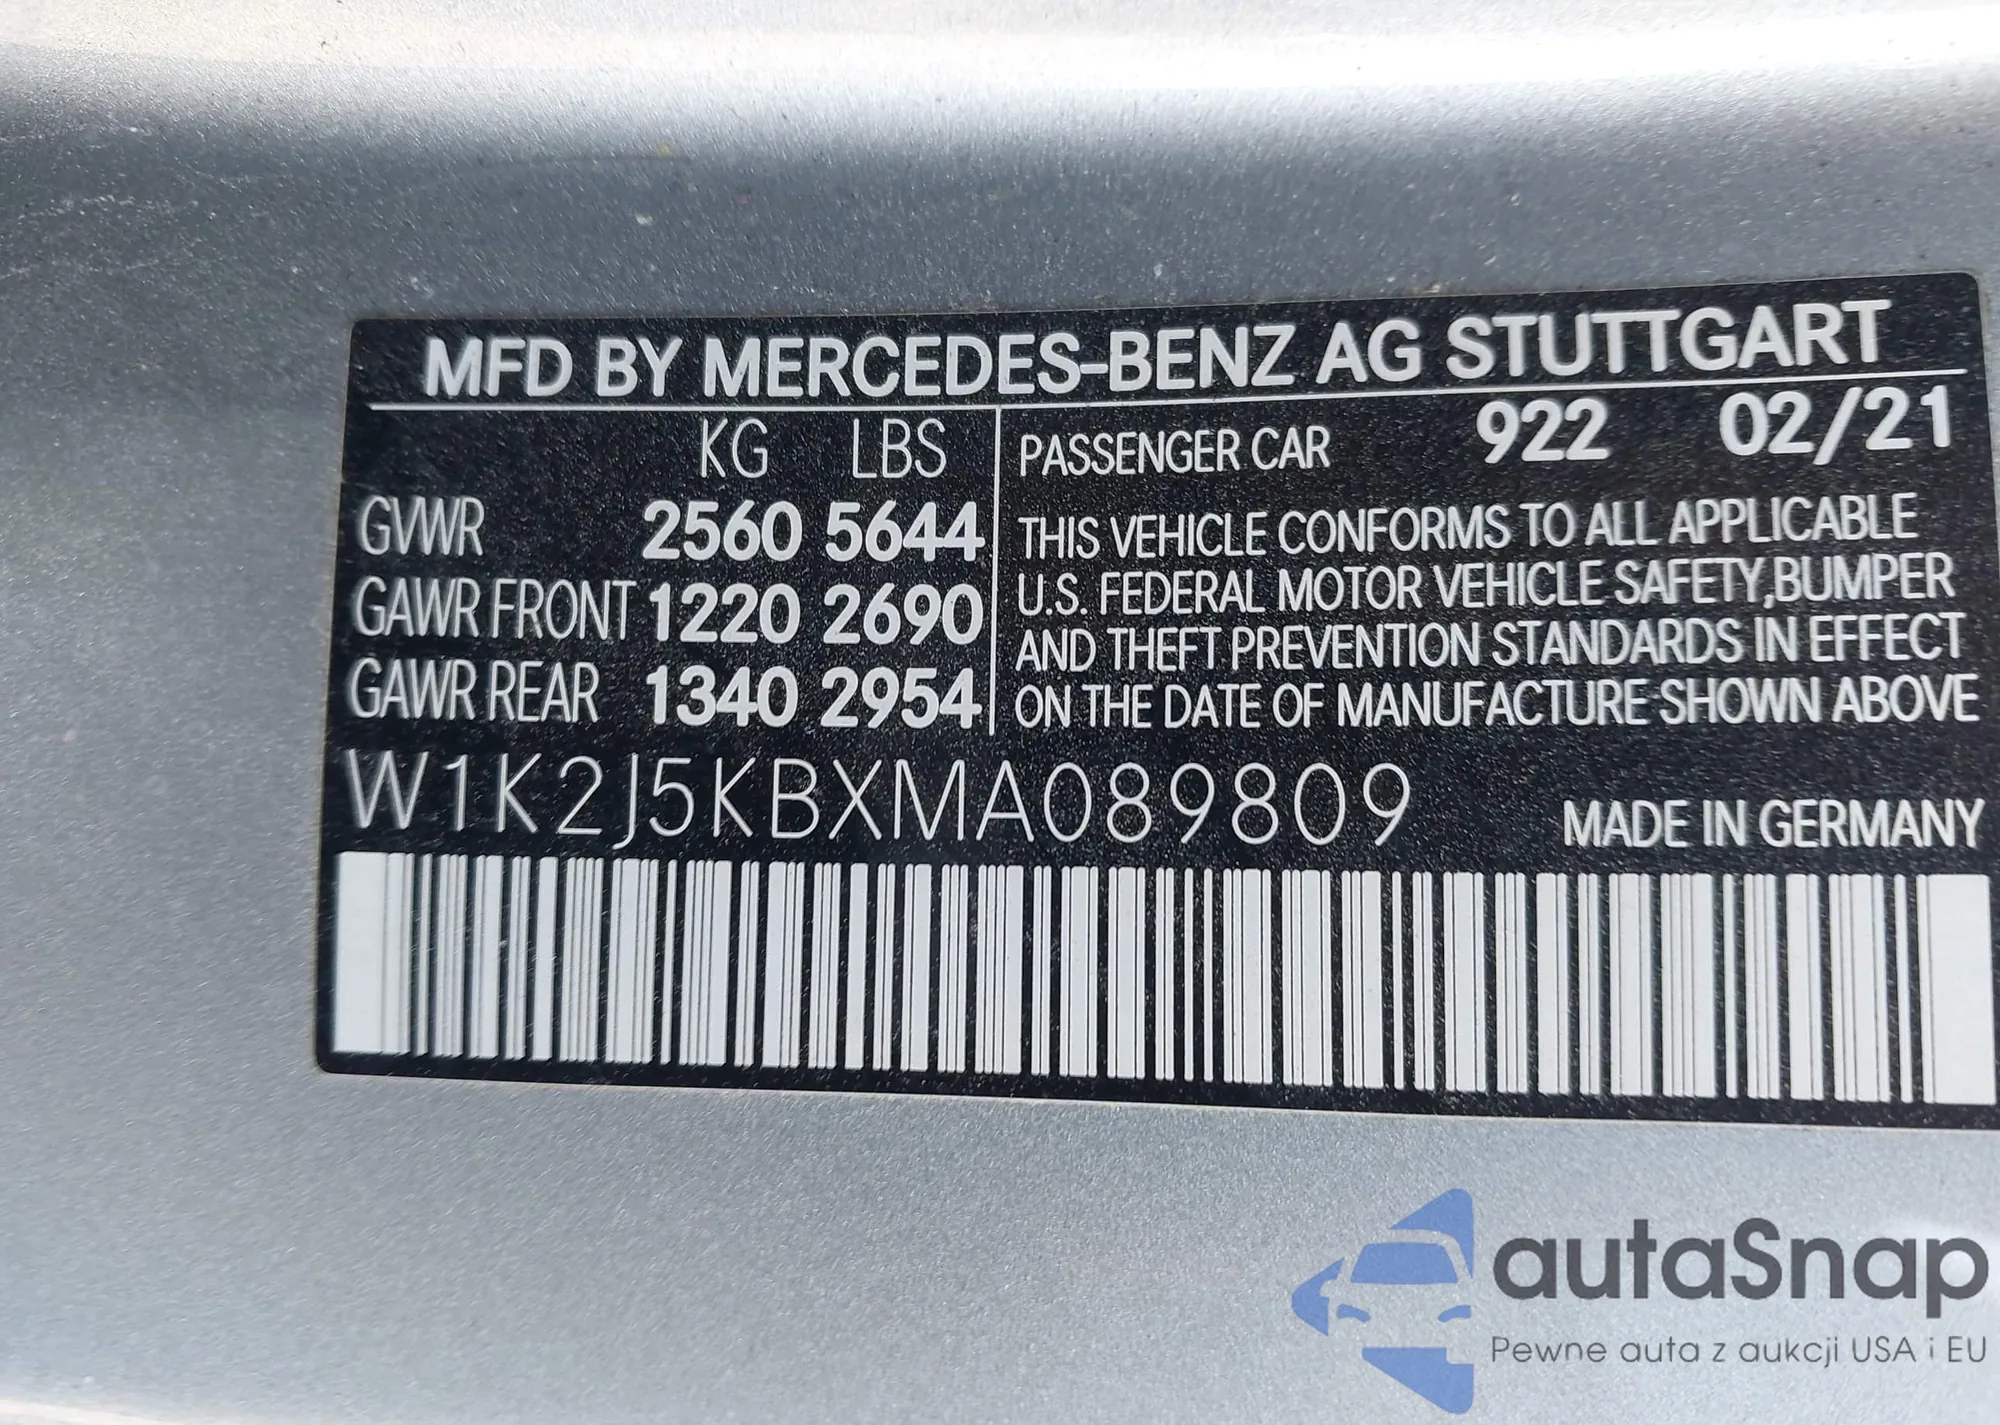 MFD BY MERCEDES-BENZ AG STUTTGART
KG LBS
GVWR 2560 5644
GAWR FRONT 1220 2690
GAWR REAR 1340 2954
PASSENGER CAR 922 02/21
THIS VEHICLE CONFORMS TO ALL APPLICABLE
U.S. FEDERAL MOTOR VEHICLE SAFETY,BUMPER
AND THEFT PREVENTION STANDARDS IN EFFECT
ON THE DATE OF MANUFACTURE SHOWN ABOVE
W1K2J5KBXMA089809
MADE IN GERMANY
autaSnap
Pewne auta z aukcji USA i EU